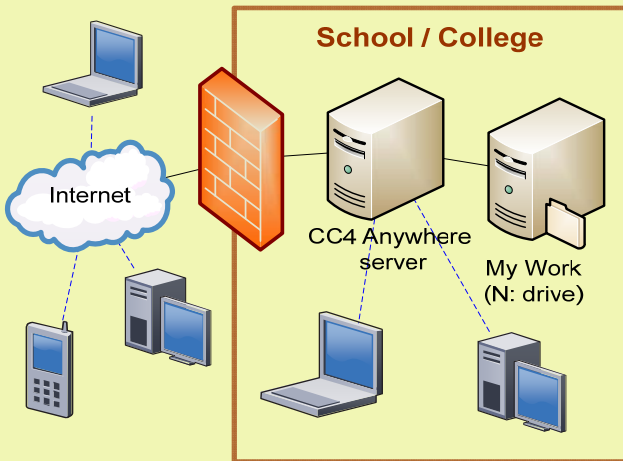 School / College
Internet
CC4 Anywhere
server
My Work
(N: drive)